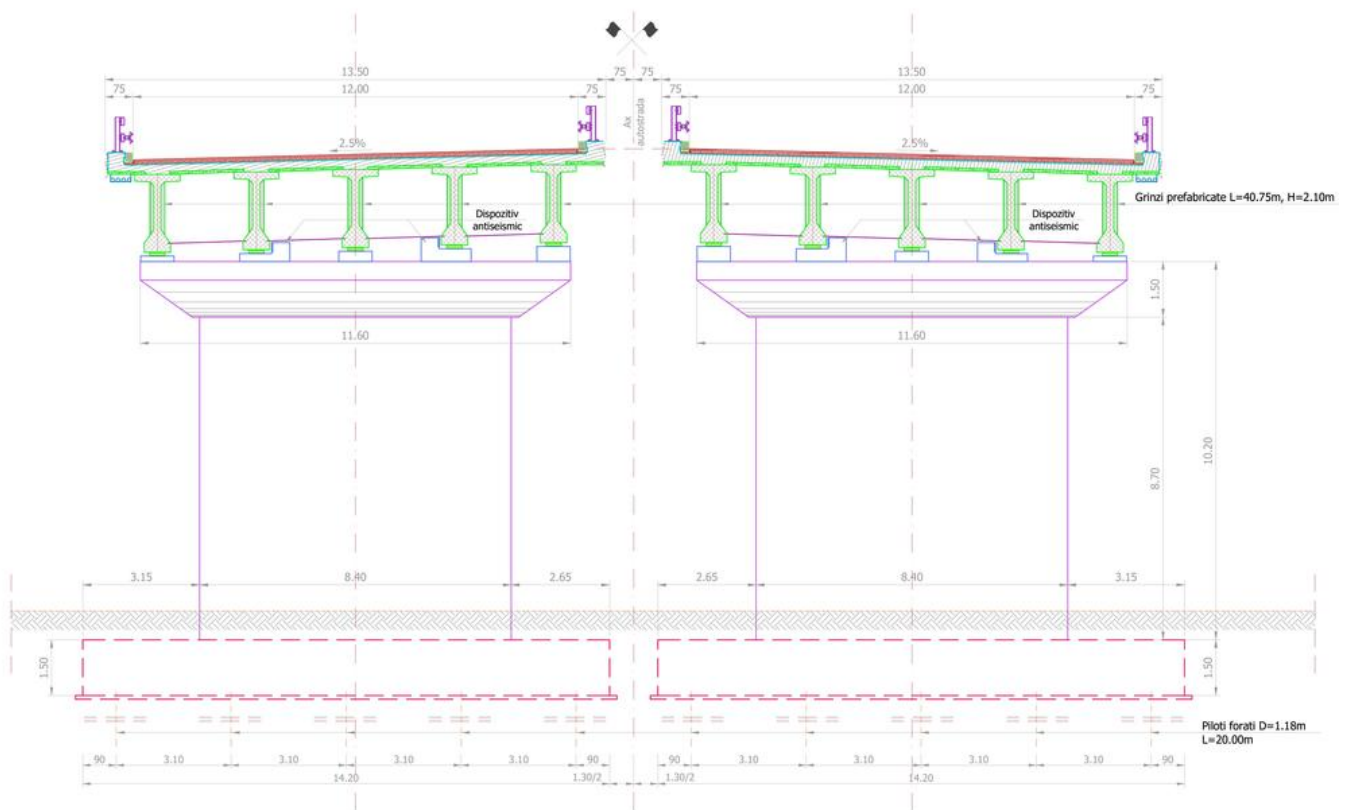 13.50 75 75 13.50
75 12.00 75 75 12.00 75
Ax
autostrada
2.5% 2.5%
Grinzi prefabricate L=40.75m, H=2.10m
Dispozitiv
antiseismic
Dispozitiv
antiseismic
1.50
11.60 11.60
10.20
8.70
3.15 8.40 2.65 2.65 8.40 3.15
1.50 1.50
Piloti forati D=1.18m
L=20.00m
90 3.10 3.10 3.10 3.10 90 90 3.10 3.10 3.10 3.10 90
14.20 1.30/2 1.30/2 14.20